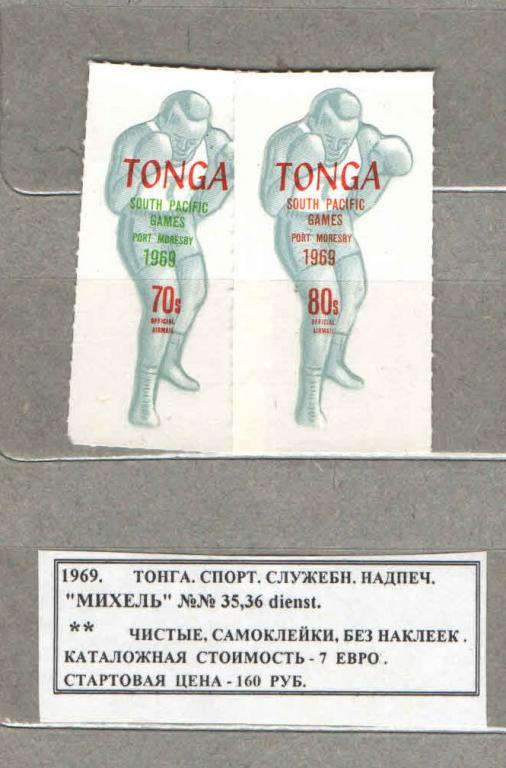 TONGA
SOUTH PACIFIC
GAMES
PORT MORESBY
1969
70s
OFFICIAL
AIRMAIL
TONGA
SOUTH PACIFIC
GAMES
PORT MORESBY
1969
80s
OFFICIAL
AIRMAIL
1969. ТОНГА. СПОРТ. СЛУЖЕБН. НАДПЕЧ.
"МИХЕЛЬ" №№ 35,36 dienst.
** ЧИСТЫЕ, САМОКЛЕЙКИ, БЕЗ НАКЛЕЕК .
КАТАЛОЖНАЯ СТОИМОСТЬ - 7 ЕВРО .
СТАРТОВАЯ ЦЕНА - 160 РУБ.